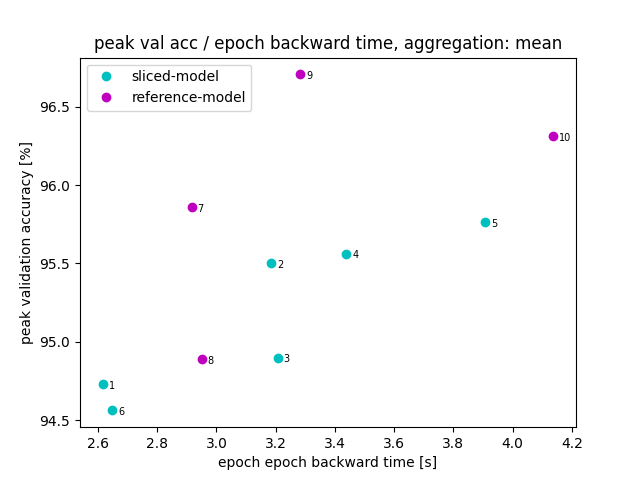 peak val acc / epoch backward time, aggregation: mean
sliced-model
reference-model
9
10
7
5
4
2
3
8
1
6
96.5
96.0
95.5
95.0
94.5
peak validation accuracy [%]
2.6 2.8 3.0 3.2 3.4 3.6 3.8 4.0 4.2
epoch epoch backward time [s]